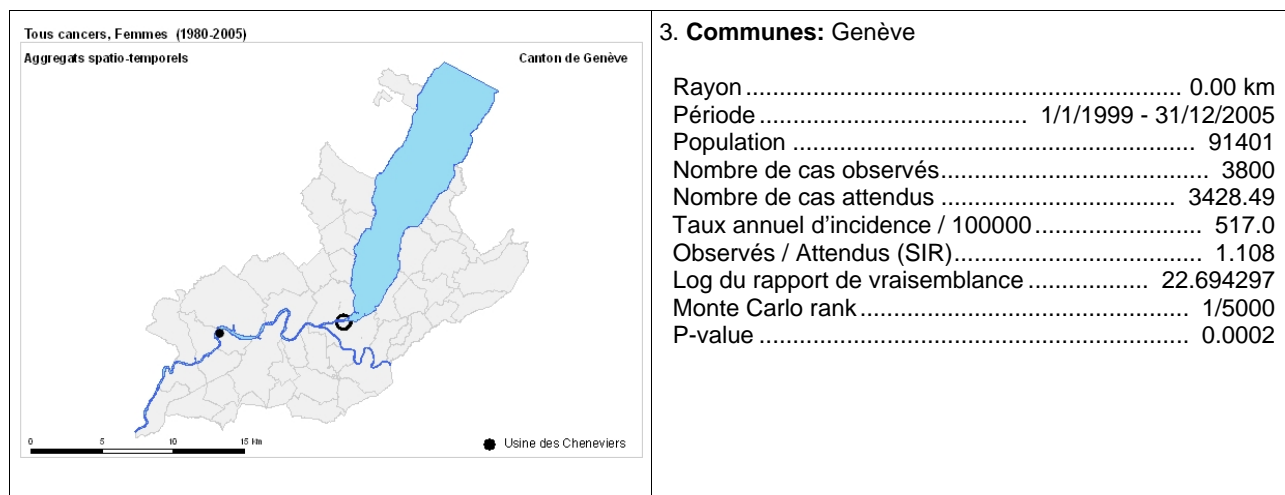 Tous cancers, Femmes (1980-2005)
Aggregats spatio-temporels
Canton de Genève
0 5 10 15 Km
Usine des Cheneviers
3. Communes: Genève
Rayon ........................................................... 0.00 km
Période ...................................... 1/1/1999 - 31/12/2005
Population ...................................................... 91401
Nombre de cas observés.................................... 3800
Nombre de cas attendus ................................ 3428.49
Taux annuel d'incidence / 100000....................... 517.0
Observés / Attendus (SIR)................................. 1.108
Log du rapport de vraisemblance ................. 22.694297
Monte Carlo rank............................................ 1/5000
P-value .......................................................... 0.0002